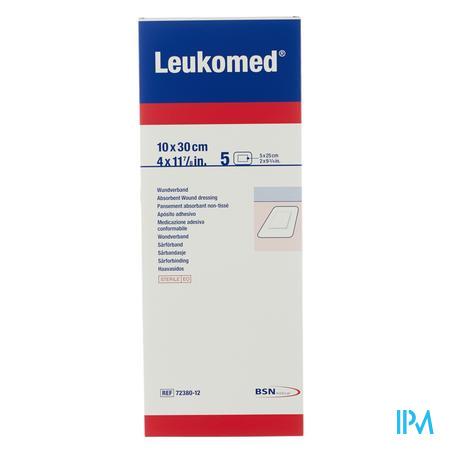 Leukomed®
10 x 30 cm
4 x 11 7/8 in.
5
5 x 25 cm
2 x 9 3/4 in.
Wundverband
Absorbent Wound dressing
Pansement absorbant non-tissé
Apósito adhesivo
Medicazione adesiva
conformabile
Wondverband
Sårförband
Sårbandasje
Sårforbinding
Haavasidos
STERILE EO
REF 72380-12
BSN medical
IPM